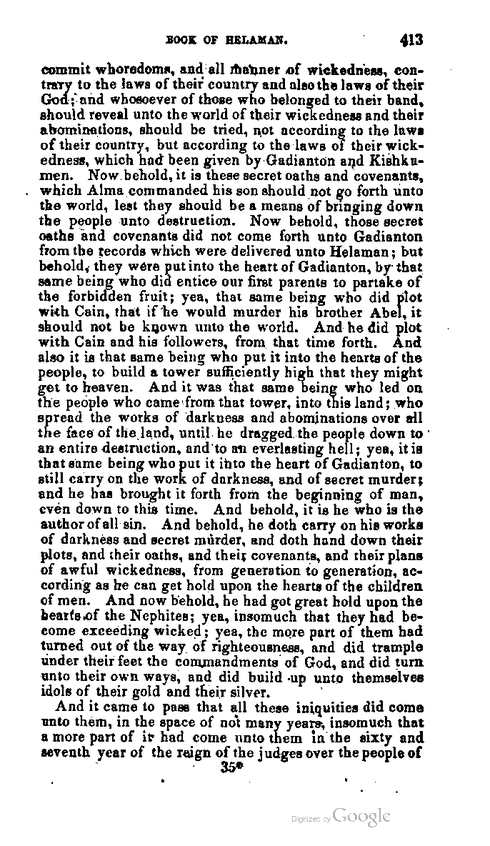 BOOK OF HELAMAN. 413
commit whoredoms, and all manner of wickedness, con-
trary to the laws of their country and also the laws of their
God; and whosoever of those who belonged to their band,
should reveal unto the world of their wickedness and their
abominations, should be tried, not according to the laws
of their country, but according to the laws of their wick-
edness, which had been given by Gadianton and Kishku-
men. Now behold, it is these secret oaths and covenants,
which Alma commanded his son should not go forth unto
the world, lest they should be a means of bringing down
the people unto destruction. Now behold, those secret
oaths and covenants did not come forth unto Gadianton
from the records which were delivered unto Helaman; but
behold, they were put into the heart of Gadianton, by that
same being who did entice our first parents to partake of
the forbidden fruit; yea, that same being who did plot
with Cain, that if he would murder his brother Abel, it
should not be known unto the world. And he did plot
with Cain and his followers, from that time forth. And
also it is that same being who put it into the hearts of the
people, to build a tower sufficiently high that they might
get to heaven. And it was that same being who led on
the people who came from that tower, into this land; who
spread the works of darkness and abominations over all
the face of the land, until he dragged the people down to
an entire destruction, and to an everlasting hell; yea, it is
that same being who put it into the heart of Gadianton, to
still carry on the work of darkness, and of secret murder;
and he has brought it forth from the beginning of man,
even down to this time. And behold, it is he who is the
author of all sin. And behold, he doth carry on his works
of darkness and secret murder, and doth hand down their
plots, and their oaths, and their covenants, and their plans
of awful wickedness, from generation to generation, ac-
cording as he can get hold upon the hearts of the children
of men. And now behold, he had got great hold upon the
hearts of the Nephites; yea, insomuch that they had be-
come exceeding wicked; yea, the more part of them had
turned out of the way of righteousness, and did trample
under their feet the commandments of God, and did turn
unto their own ways, and did build up unto themselves
idols of their gold and their silver.
And it came to pass that all these iniquities did come
unto them, in the space of not many years, insomuch that
a more part of it had come unto them in the sixty and
seventh year of the reign of the judges over the people of
35*
Digitized by Google